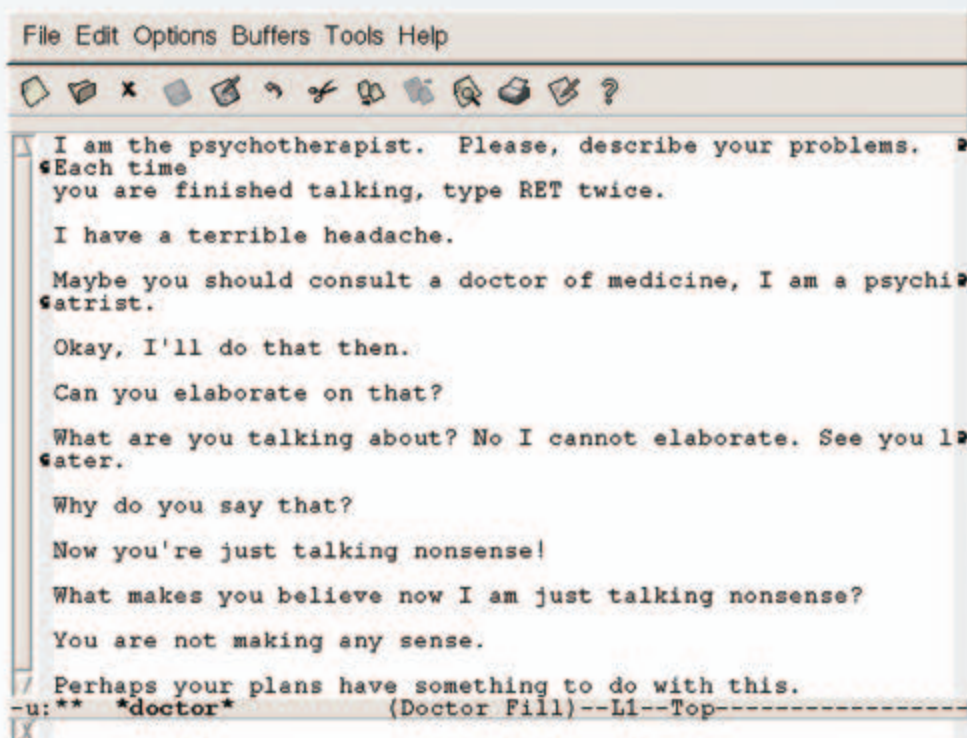 File Edit Options Buffers Tools Help
I am the psychotherapist.  Please, describe your problems.
Each time
you are finished talking, type RET twice.
I have a terrible headache.
Maybe you should consult a doctor of medicine, I am a psychi
atrist.
Okay, I'll do that then.
Can you elaborate on that?
What are you talking about? No I cannot elaborate. See you l
ater.
Why do you say that?
Now you're just talking nonsense!
What makes you believe now I am just talking nonsense?
You are not making any sense.
Perhaps your plans have something to do with this.
-u:**  *doctor*          (Doctor Fill)--L1--Top-----------------